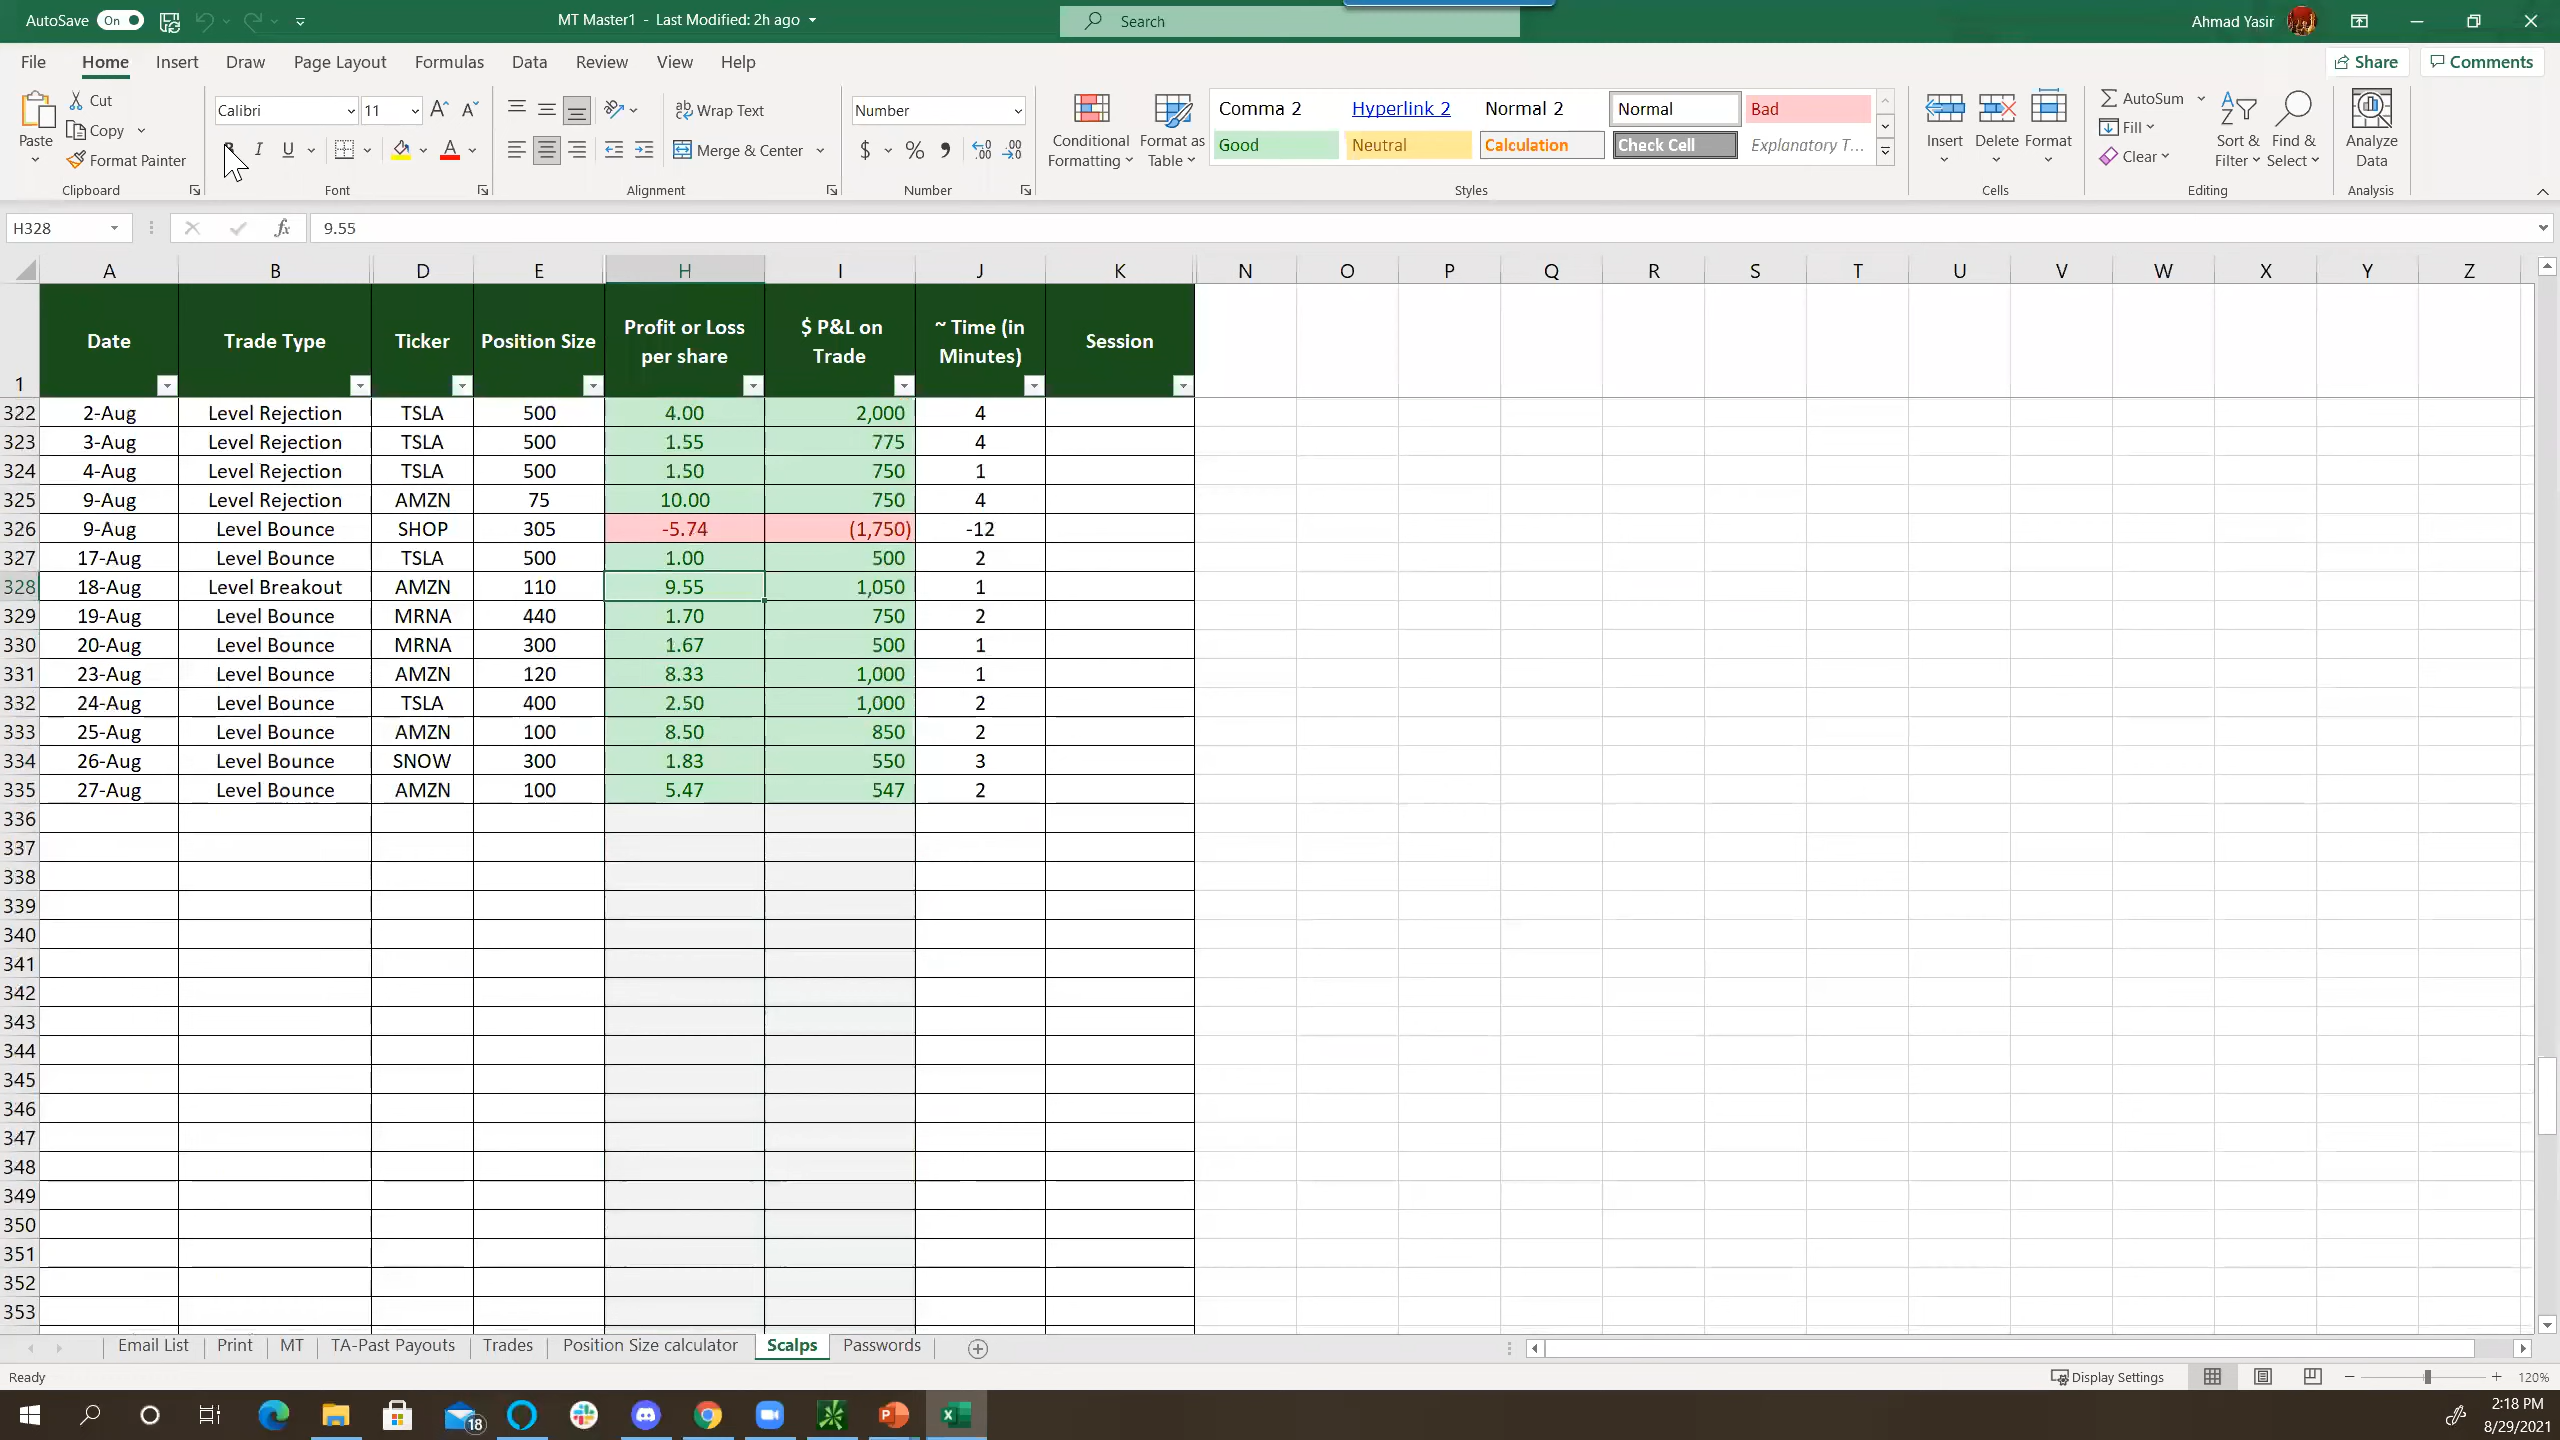 AutoSave On MT Master1 - Last Modified: 2h ago Search Ahmad Yasir
File Home Insert Draw Page Layout Formulas Data Review View Help Share Comments
Paste Cut Copy Format Painter Clipboard
Calibri 11 B I U Font
Wrap Text Merge & Center Alignment
Number $ % Number
Conditional Formatting Format as Table
Comma 2 Hyperlink 2 Normal 2 Normal Bad
Good Neutral Calculation Check Cell Explanatory T...
Styles
Insert Delete Format Cells
AutoSum Fill Clear Sort & Filter Find & Select Editing
Analyze Data Analysis
H328 fx 9.55
A B D E H I J K N O P Q R S T U V W X Y Z
1 Date Trade Type Ticker Position Size Profit or Loss per share $ P&L on Trade ~ Time (in Minutes) Session
322 2-Aug Level Rejection TSLA 500 4.00 2,000 4
323 3-Aug Level Rejection TSLA 500 1.55 775 4
324 4-Aug Level Rejection TSLA 500 1.50 750 1
325 9-Aug Level Rejection AMZN 75 10.00 750 4
326 9-Aug Level Bounce SHOP 305 -5.74 (1,750) -12
327 17-Aug Level Bounce TSLA 500 1.00 500 2
328 18-Aug Level Breakout AMZN 110 9.55 1,050 1
329 19-Aug Level Bounce MRNA 440 1.70 750 2
330 20-Aug Level Bounce MRNA 300 1.67 500 1
331 23-Aug Level Bounce AMZN 120 8.33 1,000 1
332 24-Aug Level Bounce TSLA 400 2.50 1,000 2
333 25-Aug Level Bounce AMZN 100 8.50 850 2
334 26-Aug Level Bounce SNOW 300 1.83 550 3
335 27-Aug Level Bounce AMZN 100 5.47 547 2
336
337
338
339
340
341
342
343
344
345
346
347
348
349
350
351
352
353
Email List Print MT TA-Past Payouts Trades Position Size calculator Scalps Passwords
Ready Display Settings 120%
18 2:18 PM
8/29/2021